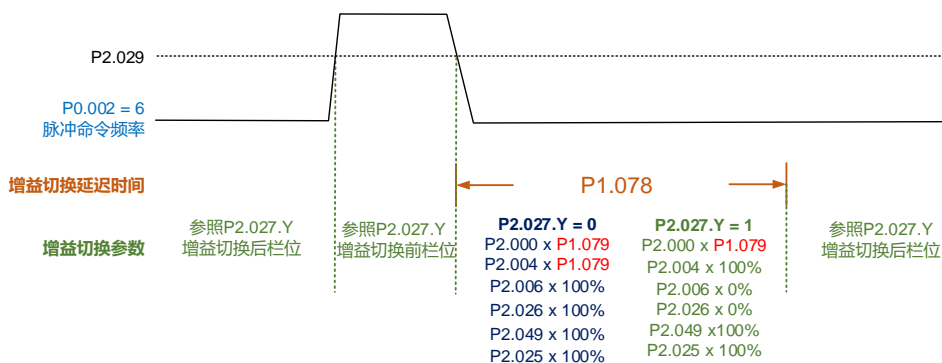 P2.029
P0.002 = 6
脉冲命令频率
增益切换延迟时间
P1.078
增益切换参数
参照P2.027.Y
增益切换后栏位
参照P2.027.Y
增益切换前栏位
P2.027.Y = 0
P2.000 x P1.079
P2.004 x P1.079
P2.006 x 100%
P2.026 x 100%
P2.049 x 100%
P2.025 x 100%
P2.027.Y = 1
P2.000 x P1.079
P2.004 x 100%
P2.006 x 0%
P2.026 x 0%
P2.049 x100%
P2.025 x 100%
参照P2.027.Y
增益切换后栏位